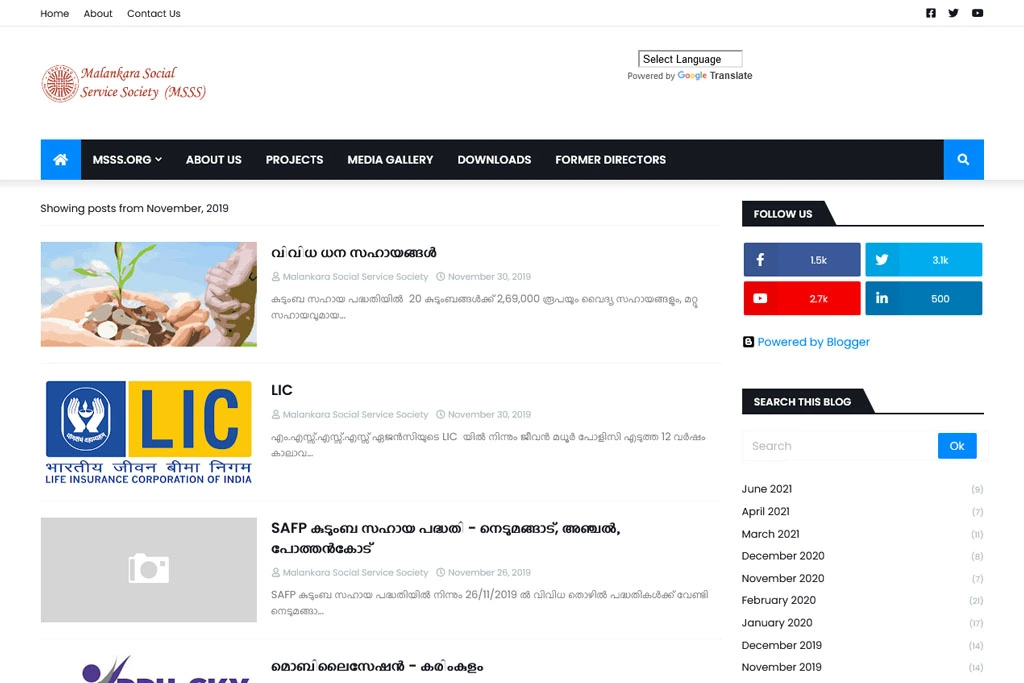 Home About Contact Us
Malankara Social
Service Society (MSSS)
Select Language
Powered by Google Translate
MSSS.ORG ABOUT US PROJECTS MEDIA GALLERY DOWNLOADS FORMER DIRECTORS
Showing posts from November, 2019
വിവിധ ധന സഹായങ്ങൾ
Malankara Social Service Society November 30, 2019
കുടുംബ സഹായ പദ്ധതിയിൽ 20 കുടുംബങ്ങൾക്ക് 2,69,000 രൂപയും വൈദ്യ സഹായങ്ങളും, മറ്റു
സഹായവുമായ...
LIC
भारतीय जीवन बीमा निगम
LIFE INSURANCE CORPORATION OF INDIA
LIC
Malankara Social Service Society November 30, 2019
എം.എസ്സ്.എസ്സ്.എസ്സ് ഏജൻസിയുടെ LIC യിൽ നിന്നും ജീവൻ മധൂർ പോളിസി എടുത്ത 12 വർഷം
കാലാവ...
SAFP കുടുംബ സഹായ പദ്ധതി - നെടുമങ്ങാട്, അഞ്ചൽ,
പോത്തൻകോട്
Malankara Social Service Society November 26, 2019
SAFP കുടുംബ സഹായ പദ്ധതിയിൽ നിന്നും 26/11/2019 ൽ വിവിധ തൊഴിൽ പദ്ധതികൾക്ക് വേണ്ടി
നെടുമങ്ങാ...
മൊബിലൈസേഷൻ - കരിംകുളം
FOLLOW US
1.5k 3.1k
2.7k 500
Powered by Blogger
SEARCH THIS BLOG
Search Ok
June 2021 (9)
April 2021 (7)
March 2021 (11)
December 2020 (8)
November 2020 (7)
February 2020 (21)
January 2020 (17)
December 2019 (14)
November 2019 (14)